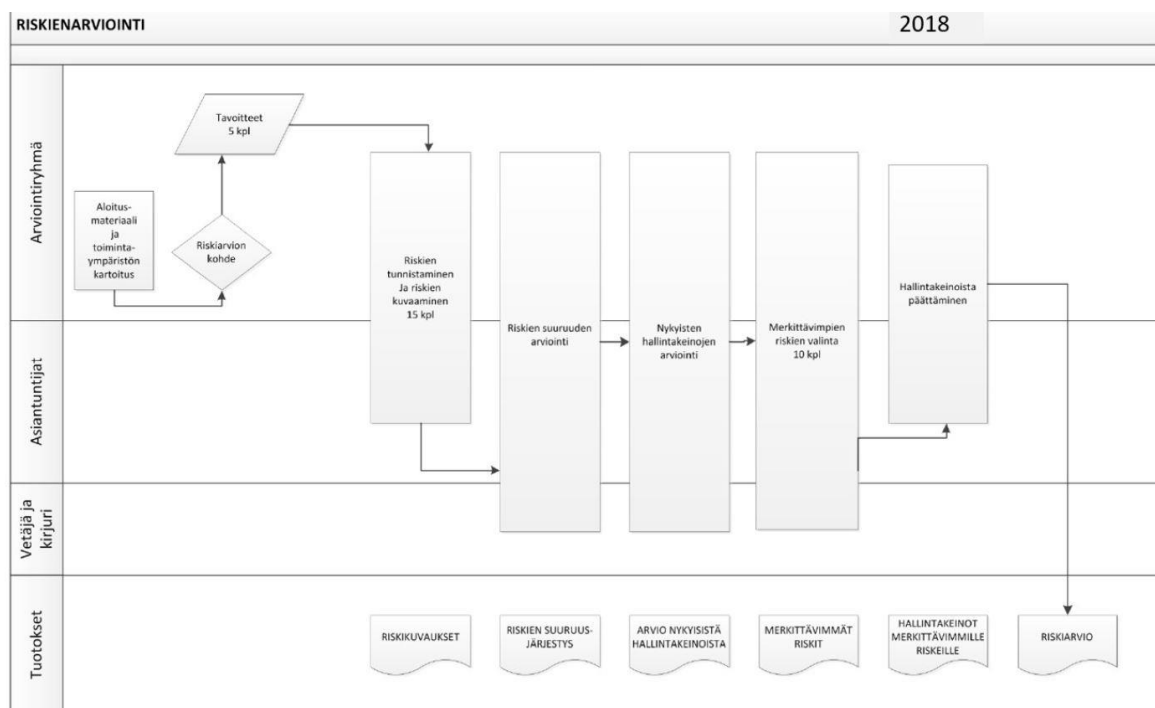 RISKIENARVIOINTI
2018
Arviointiryhmä
Tavoitteet
5 kpl
Aloitus-
materiaali
ja
toiminta-
ympäristön
kartoitus
Riskiarvion
kohde
Riskien
tunnistaminen
Ja riskien
kuvaaminen
15 kpl
Riskien suuruuden
arviointi
Nykyisten
hallintakeinojen
arviointi
Merkittävimpien
riskien valinta
10 kpl
Hallintakeinoista
päättäminen
Asiantuntijat
Vetäjä ja
kirjuri
Tuotokset
RISKIKUVAUKSET
RISKIEN SUURUUS-
JÄRJESTYS
ARVIO NYKYISISTÄ
HALLINTAKEINOISTA
MERKITTÄVIMMÄT
RISKIT
HALLINTAKEINOT
MERKITTÄVIMMILLE
RISKEILLE
RISKIARVIO